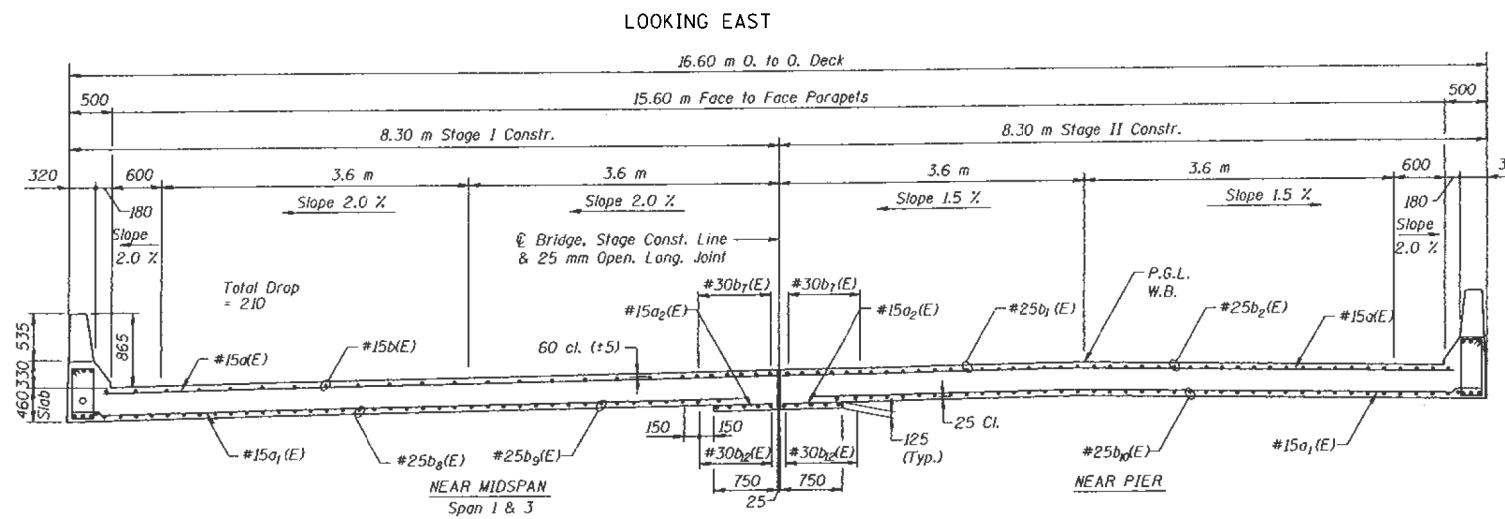 LOOKING EAST
16.60 m O. to O. Deck
500
15.60 m Face to Face Parapets
500
8.30 m Stage I Constr.
8.30 m Stage II Constr.
320
600
3.6 m
3.6 m
3.6 m
3.6 m
600
3
180
Slope 2.0 %
Slope 2.0 %
Slope 1.5 %
Slope 1.5 %
180
Slope
2.0 %
Slope
2.0 %
℄ Bridge, Stage Const. Line
& 25 mm Open. Long. Joint
Total Drop
= 210
#30b7(E)
#30b7(E)
P.G.L.
W.B.
#15a2(E)
#15a2(E)
#25b1(E)
#25b2(E)
#15a(E)
535
865
#15a(E)
#15b(E)
60 cl. (±5)
330
460
Slab
150
150
25 Cl.
125
(Typ.)
#15a1(E)
#25b8(E)
#25b9(E)
#30b12(E)
#30b12(E)
#25b10(E)
#15a1(E)
750
750
25
NEAR MIDSPAN
Span 1 & 3
NEAR PIER